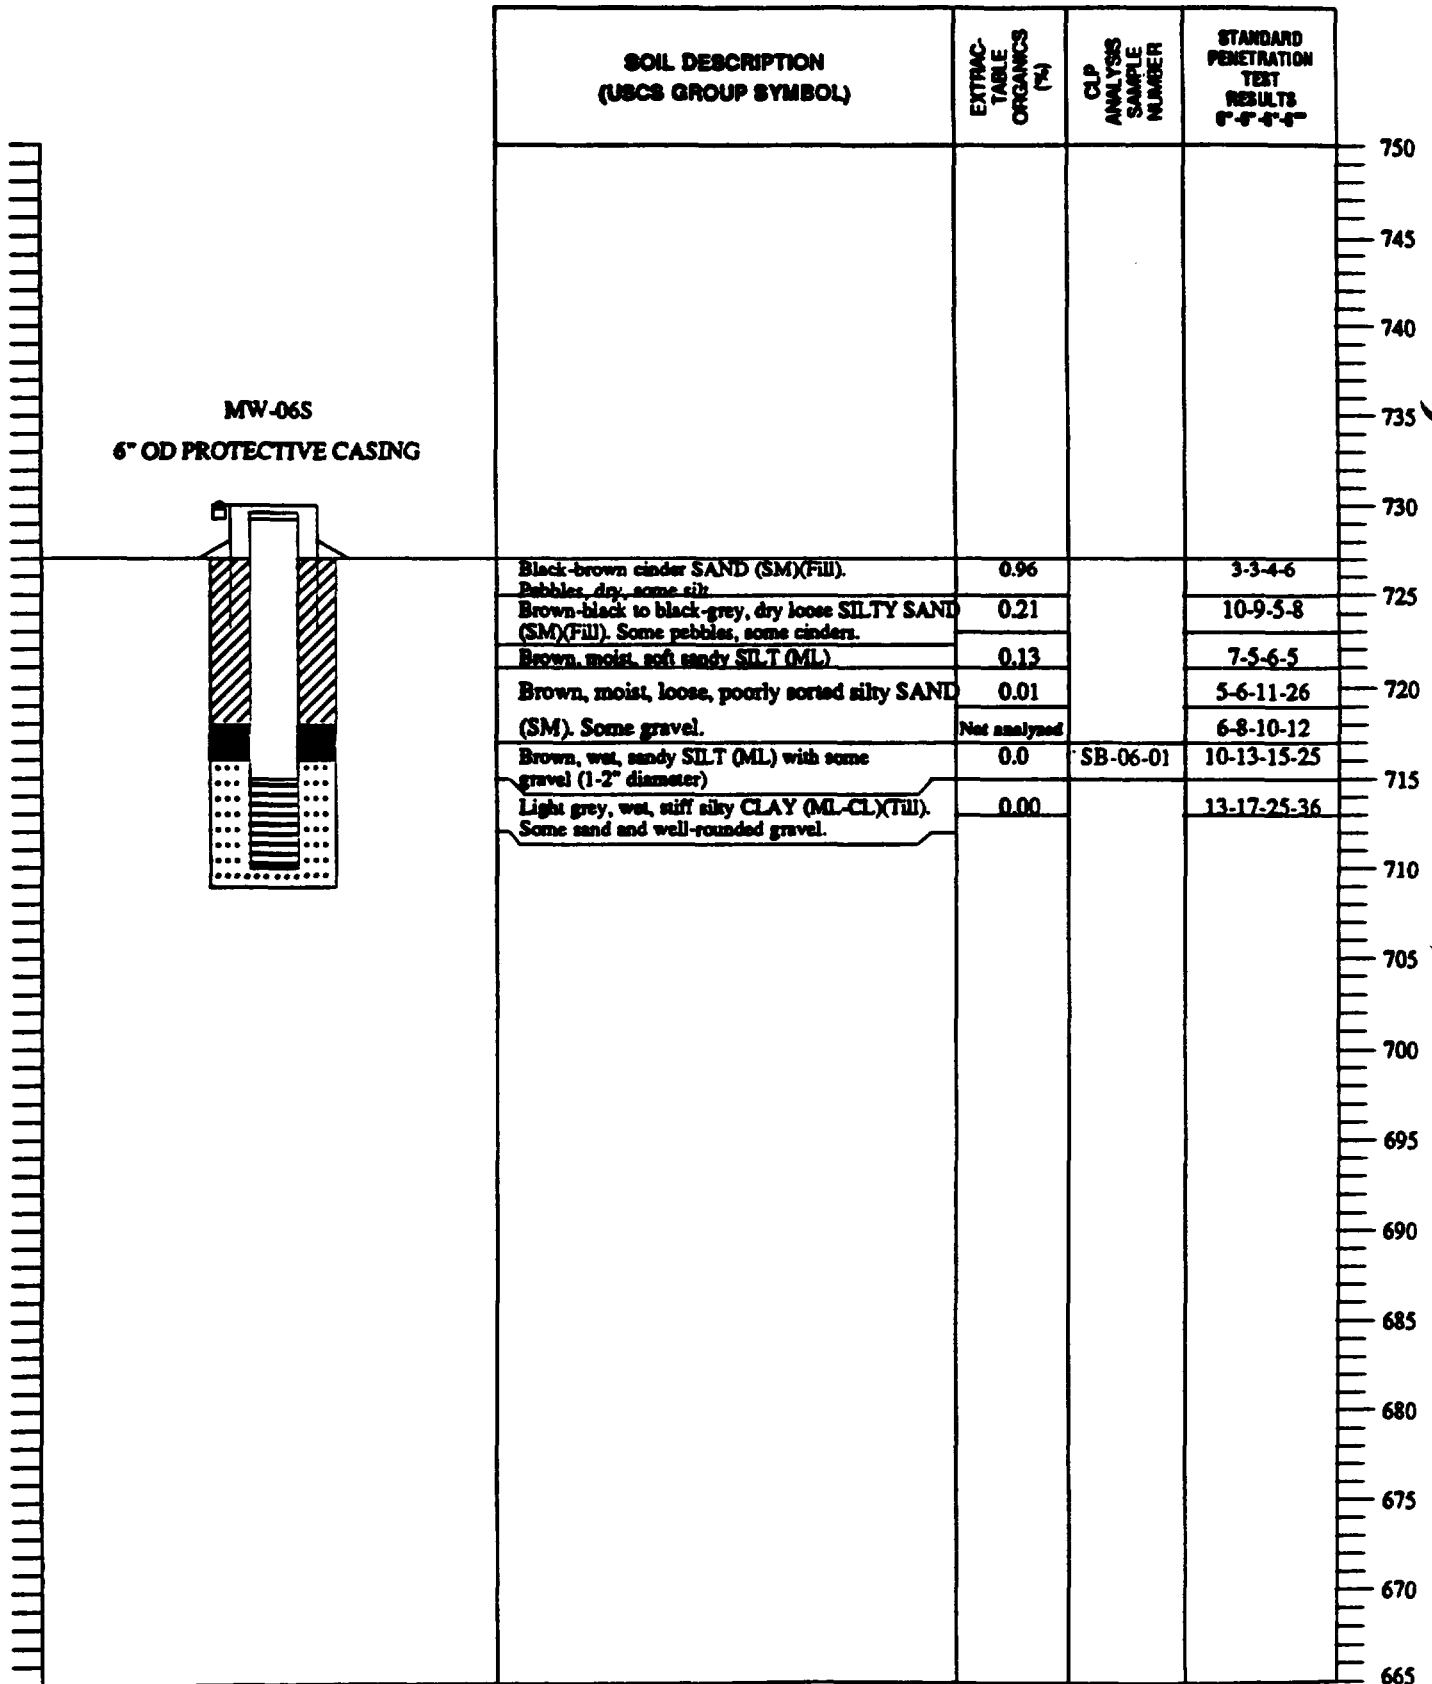 SOIL DESCRIPTION
(USCS GROUP SYMBOL)
EXTRAC-
TABLE
ORGANICS
(%)
CLP
ANALYSIS
SAMPLE
NUMBER
STANDARD
PENETRATION
TEST
RESULTS
6"-6"-6"-6"
750
745
740
735
MW-06S
6" OD PROTECTIVE CASING
730
Black-brown cinder SAND (SM)(Fill). 0.96 3-3-4-6
Pebbles, dry, some silt.
725
Brown-black to black-grey, dry loose SILTY SAND 0.21 10-9-5-8
(SM)(Fill). Some pebbles, some cinders.
Brown, moist, soft sandy SILT (ML) 0.13 7-5-6-5
Brown, moist, loose, poorly sorted silty SAND 0.01 5-6-11-26 720
(SM). Some gravel. Not analyzed 6-8-10-12
Brown, wet, sandy SILT (ML) with some 0.0 SB-06-01 10-13-15-25
gravel (1-2" diameter) 715
Light grey, wet, stiff silty CLAY (ML-CL)(Till). 0.00 13-17-25-36
Some sand and well-rounded gravel.
710
705
700
695
690
685
680
675
670
665